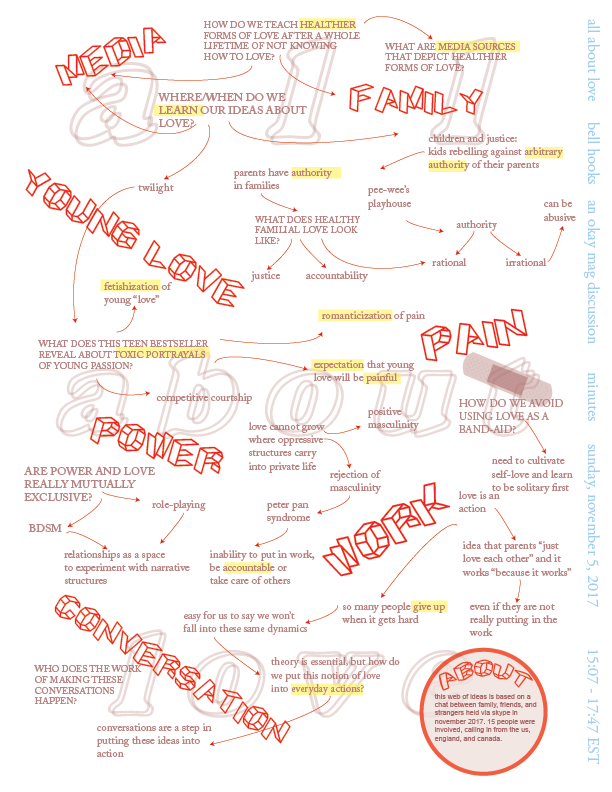 HOW DO WE TEACH HEALTHIER
FORMS OF LOVE AFTER A WHOLE
LIFETIME OF NOT KNOWING
HOW TO LOVE?
MEDIA
WHAT ARE MEDIA SOURCES
THAT DEPICT HEALTHIER
FORMS OF LOVE?
all
WHERE/WHEN DO WE
LEARN OUR IDEAS ABOUT
LOVE?
FAMILY
children and justice:
kids rebelling against arbitrary
authority of their parents
parents have authority
in families
twilight
pee-wee's
playhouse
can be
abusive
YOUNG LOVE
WHAT DOES HEALTHY
FAMILIAL LOVE LOOK
LIKE?
authority
justice
accountability
rational
irrational
fetishization of
young "love"
romanticization of pain
PAIN
WHAT DOES THIS TEEN BESTSELLER
REVEAL ABOUT TOXIC PORTRAYALS
OF YOUNG PASSION?
expectation that young
love will be painful
about
competitive courtship
HOW DO WE AVOID
USING LOVE AS A
BAND-AID?
POWER
love cannot grow
where oppressive
structures carry
into private life
positive
masculinity
need to cultivate
self-love and learn
to be solitary first
ARE POWER AND LOVE
REALLY MUTUALLY
EXCLUSIVE?
rejection of
masculinity
role-playing
peter pan
syndrome
WORK
love is an
action
BDSM
relationships as a space
to experiment with narrative
structures
inability to put in work,
be accountable or
take care of others
idea that parents "just
love each other" and it
works "because it works"
CONVERSATION
easy for us to say we won't
fall into these same dynamics
so many people give up
when it gets hard
even if they are not
really putting in the
work
love
WHO DOES THE WORK
OF MAKING THESE
CONVERSATIONS
HAPPEN?
theory is essential, but how do
we put this notion of love
into everyday actions?
conversations are a step in
putting these ideas into
action
ABOUT
this web of ideas is based on a
chat between family, friends, and
strangers held via skype in
november 2017. 15 people were
involved, calling in from the us,
england, and canada.
all about love bell hooks an okay mag discussion minutes sunday, november 5, 2017 15:07 - 17:47 EST